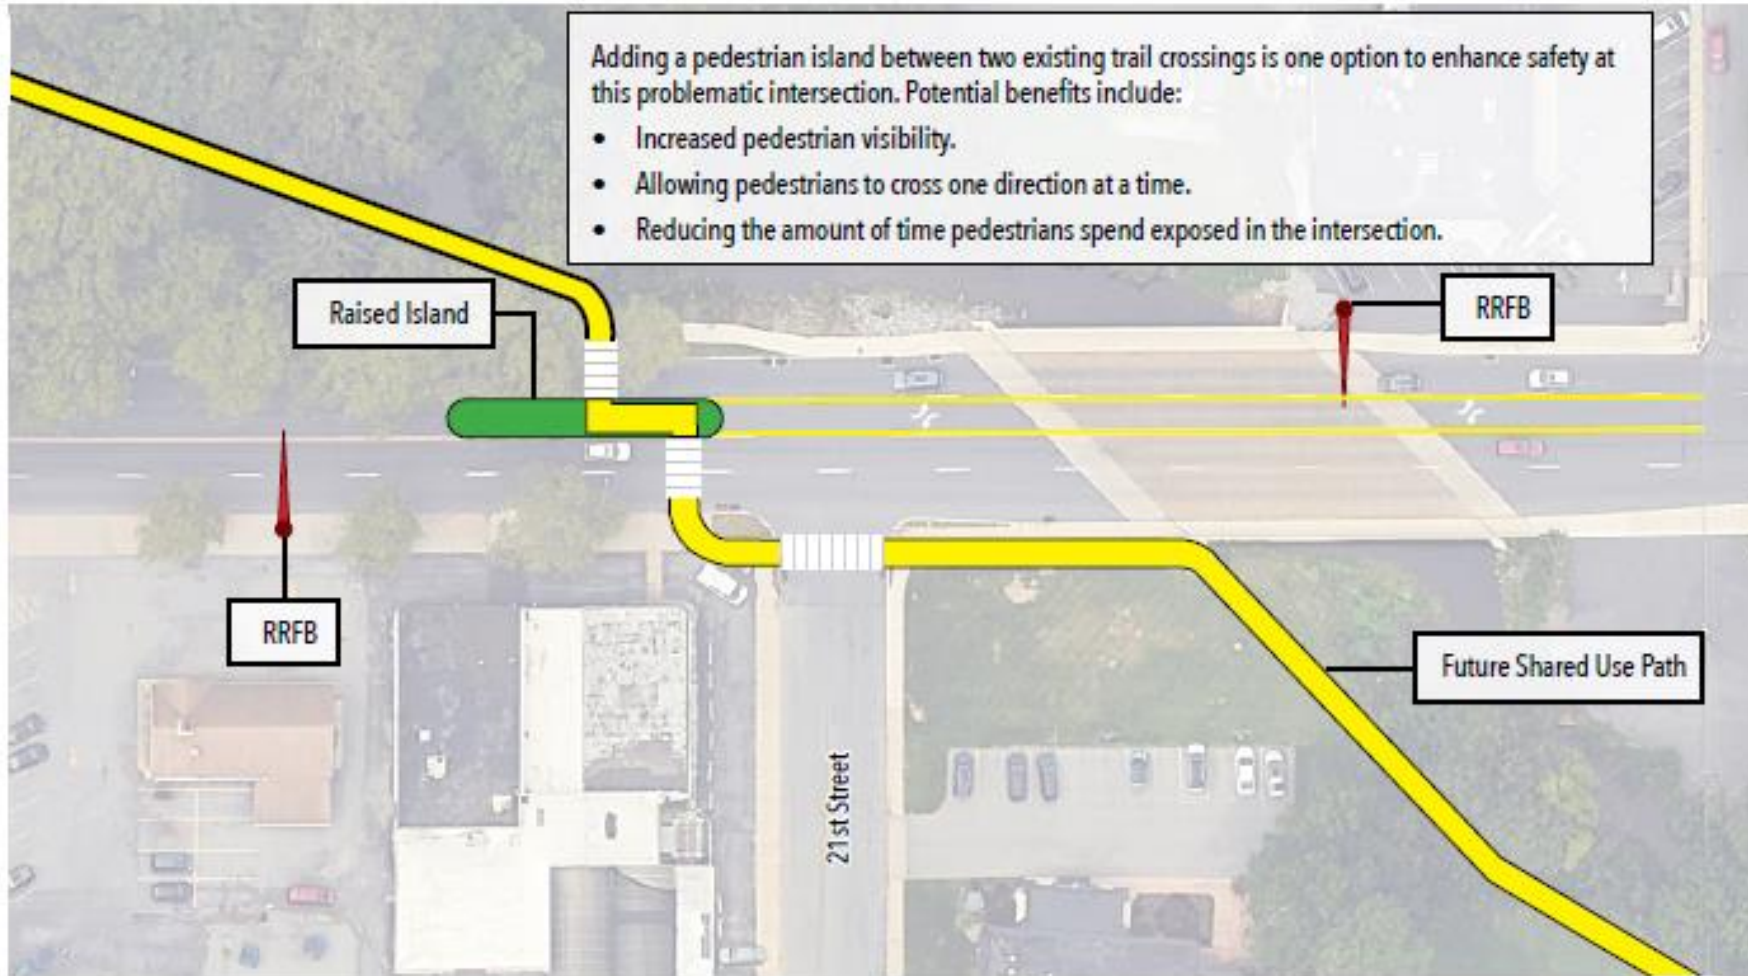 Adding a pedestrian island between two existing trail crossings is one option to enhance safety at
this problematic intersection. Potential benefits include:
• Increased pedestrian visibility.
• Allowing pedestrians to cross one direction at a time.
• Reducing the amount of time pedestrians spend exposed in the intersection.
Raised Island
RRFB
RRFB
Future Shared Use Path
21st Street